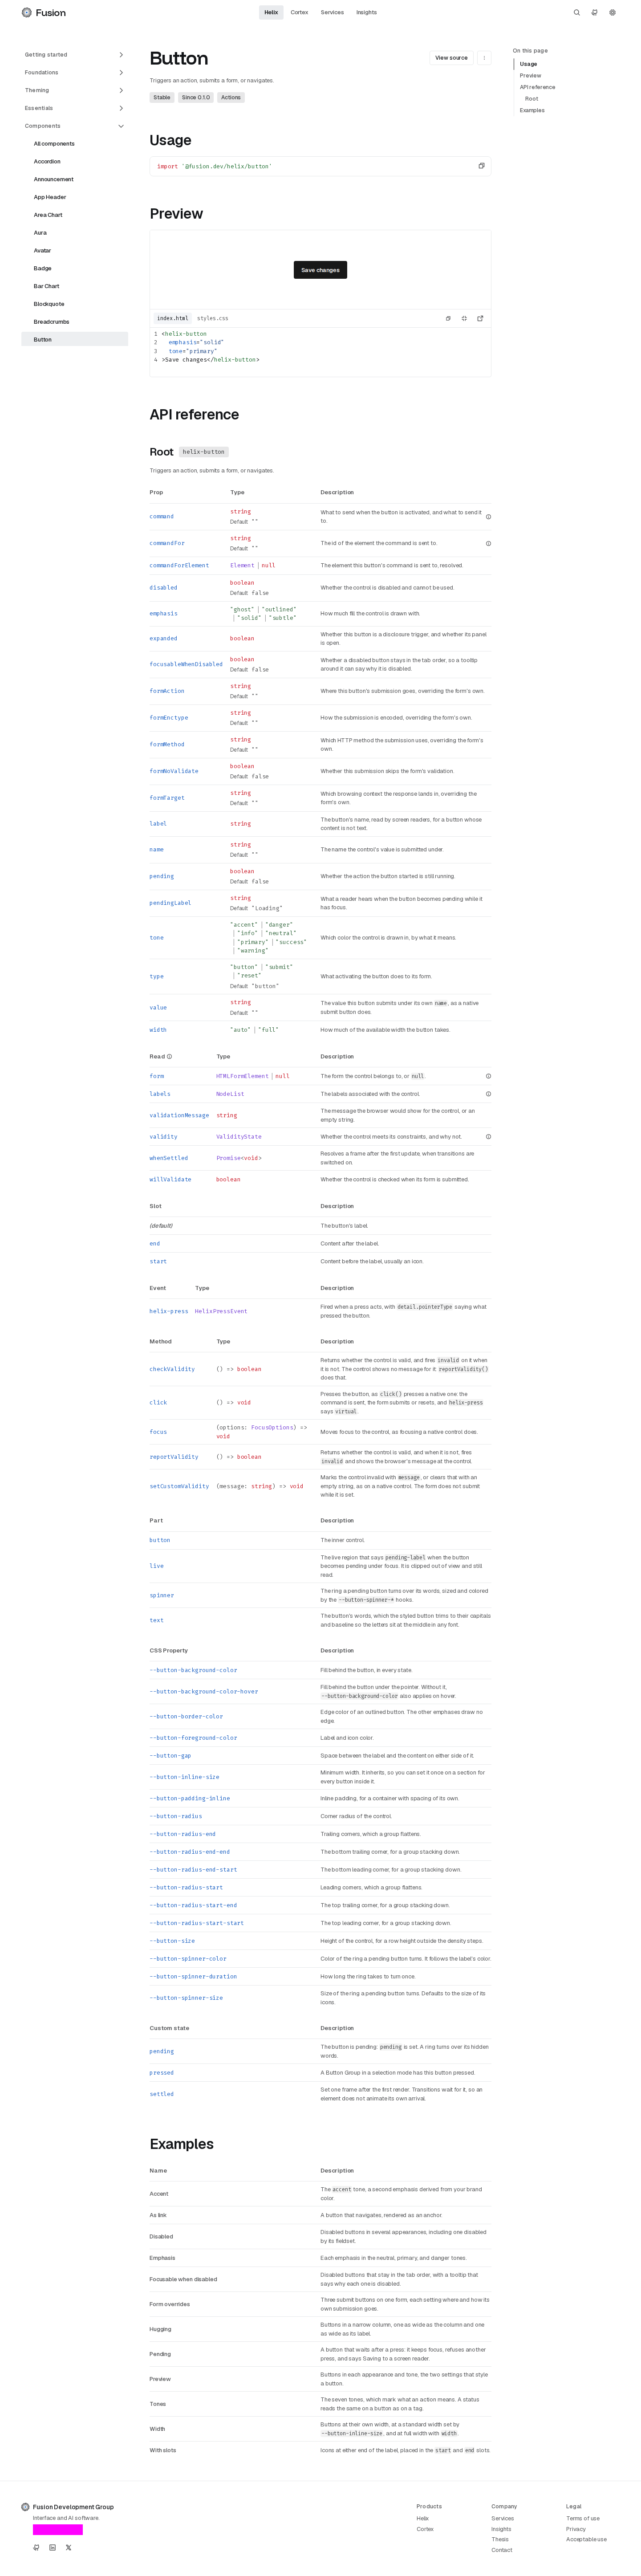 Fusion
Helix
Cortex
Services
Insights
Getting started
Foundations
Theming
Essentials
Components
All components
Accordion
Announcement
App Header
Area Chart
Aura
Avatar
Badge
Bar Chart
Blockquote
Breadcrumbs
Button
Button
View source
Triggers an action, submits a form, or navigates.
Stable
Since 0.1.0
Actions
On this page
Usage
Preview
API reference
Root
Examples
Usage
import '@fusion.dev/helix/button'
Preview
Save changes
index.html
styles.css
1 <helix-button
2 emphasis="solid"
3 tone="primary"
4 >Save changes</helix-button>
API reference
Root
helix-button
Triggers an action, submits a form, or navigates.
Prop Type Description
command string Default "" What to send when the button is activated, and what to send it to.
commandFor string Default "" The id of the element the command is sent to.
commandForElement Element | null The element this button's command is sent to, resolved.
disabled boolean Default false Whether the control is disabled and cannot be used.
emphasis "ghost" | "outlined" | "solid" | "subtle" How much fill the control is drawn with.
expanded boolean Whether this button is a disclosure trigger, and whether its panel is open.
focusableWhenDisabled boolean Default false Whether a disabled button stays in the tab order, so a tooltip around it can say why it is disabled.
formAction string Default "" Where this button's submission goes, overriding the form's own.
formEnctype string Default "" How the submission is encoded, overriding the form's own.
formMethod string Default "" Which HTTP method the submission uses, overriding the form's own.
formNoValidate boolean Default false Whether this submission skips the form's validation.
formTarget string Default "" Which browsing context the response lands in, overriding the form's own.
label string The button's name, read by screen readers, for a button whose content is not text.
name string Default "" The name the control's value is submitted under.
pending boolean Default false Whether the action the button started is still running.
pendingLabel string Default "Loading" What a reader hears when the button becomes pending while it has focus.
tone "accent" | "danger" | "info" | "neutral" | "primary" | "success" | "warning" Which color the control is drawn in, by what it means.
type "button" | "submit" | "reset" Default "button" What activating the button does to its form.
value string Default "" The value this button submits under its own name, as a native submit button does.
width "auto" | "full" How much of the available width the button takes.
Read Type Description
form HTMLFormElement | null The form the control belongs to, or null.
labels NodeList The labels associated with the control.
validationMessage string The message the browser would show for the control, or an empty string.
validity ValidityState Whether the control meets its constraints, and why not.
whenSettled Promise<void> Resolves a frame after the first update, when transitions are switched on.
willValidate boolean Whether the control is checked when its form is submitted.
Slot Description
(default) The button's label.
end Content after the label.
start Content before the label, usually an icon.
Event Type Description
helix-press HelixPressEvent Fired when a press acts, with detail.pointerType saying what pressed the button.
Method Type Description
checkValidity () => boolean Returns whether the control is valid, and fires invalid on it when it is not. The control shows no message for it: reportValidity() does that.
click () => void Presses the button, as click() presses a native one: the command is sent, the form submits or resets, and helix-press says virtual.
focus (options: FocusOptions) => void Moves focus to the control, as focusing a native control does.
reportValidity () => boolean Returns whether the control is valid, and when it is not, fires invalid and shows the browser's message at the control.
setCustomValidity (message: string) => void Marks the control invalid with message, or clears that with an empty string, as on a native control. The form does not submit while it is set.
Part Description
button The inner control.
live The live region that says pending-label when the button becomes pending under focus. It is clipped out of view and still read.
spinner The ring a pending button turns over its words, sized and colored by the --button-spinner-* hooks.
text The button's words, which the styled button trims to their capitals and baseline so the letters sit at the middle in any font.
CSS Property Description
--button-background-color Fill behind the button, in every state.
--button-background-color-hover Fill behind the button under the pointer. Without it, --button-background-color also applies on hover.
--button-border-color Edge color of an outlined button. The other emphases draw no edge.
--button-foreground-color Label and icon color.
--button-gap Space between the label and the content on either side of it.
--button-inline-size Minimum width. It inherits, so you can set it once on a section for every button inside it.
--button-padding-inline Inline padding, for a container with spacing of its own.
--button-radius Corner radius of the control.
--button-radius-end Trailing corners, which a group flattens.
--button-radius-end-end The bottom trailing corner, for a group stacking down.
--button-radius-end-start The bottom leading corner, for a group stacking down.
--button-radius-start Leading corners, which a group flattens.
--button-radius-start-end The top trailing corner, for a group stacking down.
--button-radius-start-start The top leading corner, for a group stacking down.
--button-size Height of the control, for a row height outside the density steps.
--button-spinner-color Color of the ring a pending button turns. It follows the label's color.
--button-spinner-duration How long the ring takes to turn once.
--button-spinner-size Size of the ring a pending button turns. Defaults to the size of its icons.
Custom state Description
pending The button is pending: pending is set. A ring turns over its hidden words.
pressed A Button Group in a selection mode has this button pressed.
settled Set one frame after the first render. Transitions wait for it, so an element does not animate its own arrival.
Examples
Name Description
Accent The accent tone, a second emphasis derived from your brand color.
As link A button that navigates, rendered as an anchor.
Disabled Disabled buttons in several appearances, including one disabled by its fieldset.
Emphasis Each emphasis in the neutral, primary, and danger tones.
Focusable when disabled Disabled buttons that stay in the tab order, with a tooltip that says why each one is disabled.
Form overrides Three submit buttons on one form, each setting where and how its own submission goes.
Hugging Buttons in a narrow column, one as wide as the column and one as wide as its label.
Pending A button that waits after a press: it keeps focus, refuses another press, and says Saving to a screen reader.
Preview Buttons in each appearance and tone, the two settings that style a button.
Tones The seven tones, which mark what an action means. A status reads the same on a button as on a tag.
Width Buttons at their own width, at a standard width set by --button-inline-size, and at full width with width.
With slots Icons at either end of the label, placed in the start and end slots.
Fusion Development Group
Interface and AI software.
Products
Helix
Cortex
Company
Services
Insights
Thesis
Contact
Legal
Terms of use
Privacy
Acceptable use